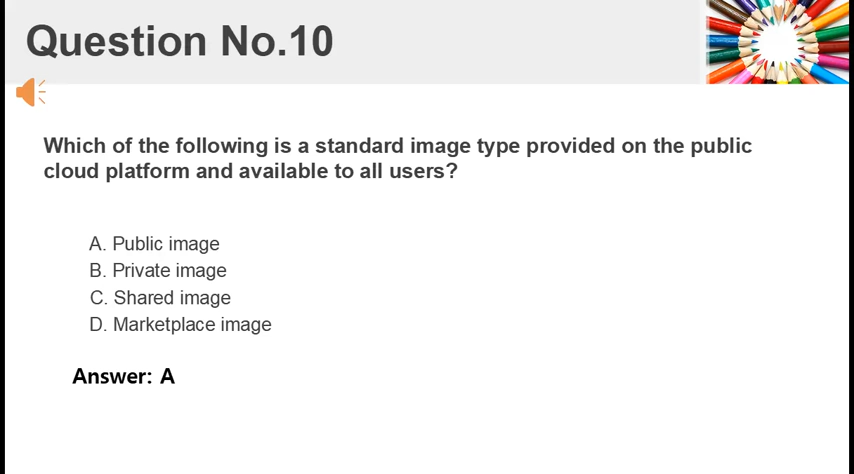 Question No.10
Which of the following is a standard image type provided on the public
cloud platform and available to all users?
A. Public image
B. Private image
C. Shared image
D. Marketplace image
Answer: A